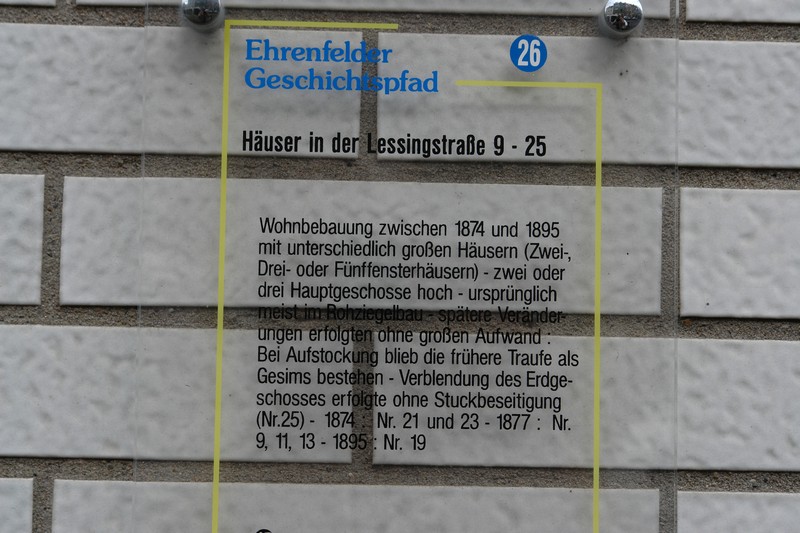 Ehrenfelder
Geschichtspfad
26
Häuser in der Lessingstraße 9 - 25
Wohnbebauung zwischen 1874 und 1895
mit unterschiedlich großen Häusern (Zwei-,
Drei- oder Fünffensterhäusern) - zwei oder
drei Hauptgeschosse hoch - ursprünglich
meist im Rohziegelbau - spätere Veränder-
ungen erfolgten ohne großen Aufwand :
Bei Aufstockung blieb die frühere Traufe als
Gesims bestehen - Verblendung des Erdge-
schosses erfolgte ohne Stuckbeseitigung
(Nr.25) - 1874 : Nr. 21 und 23 - 1877 : Nr.
9, 11, 13 - 1895 : Nr. 19